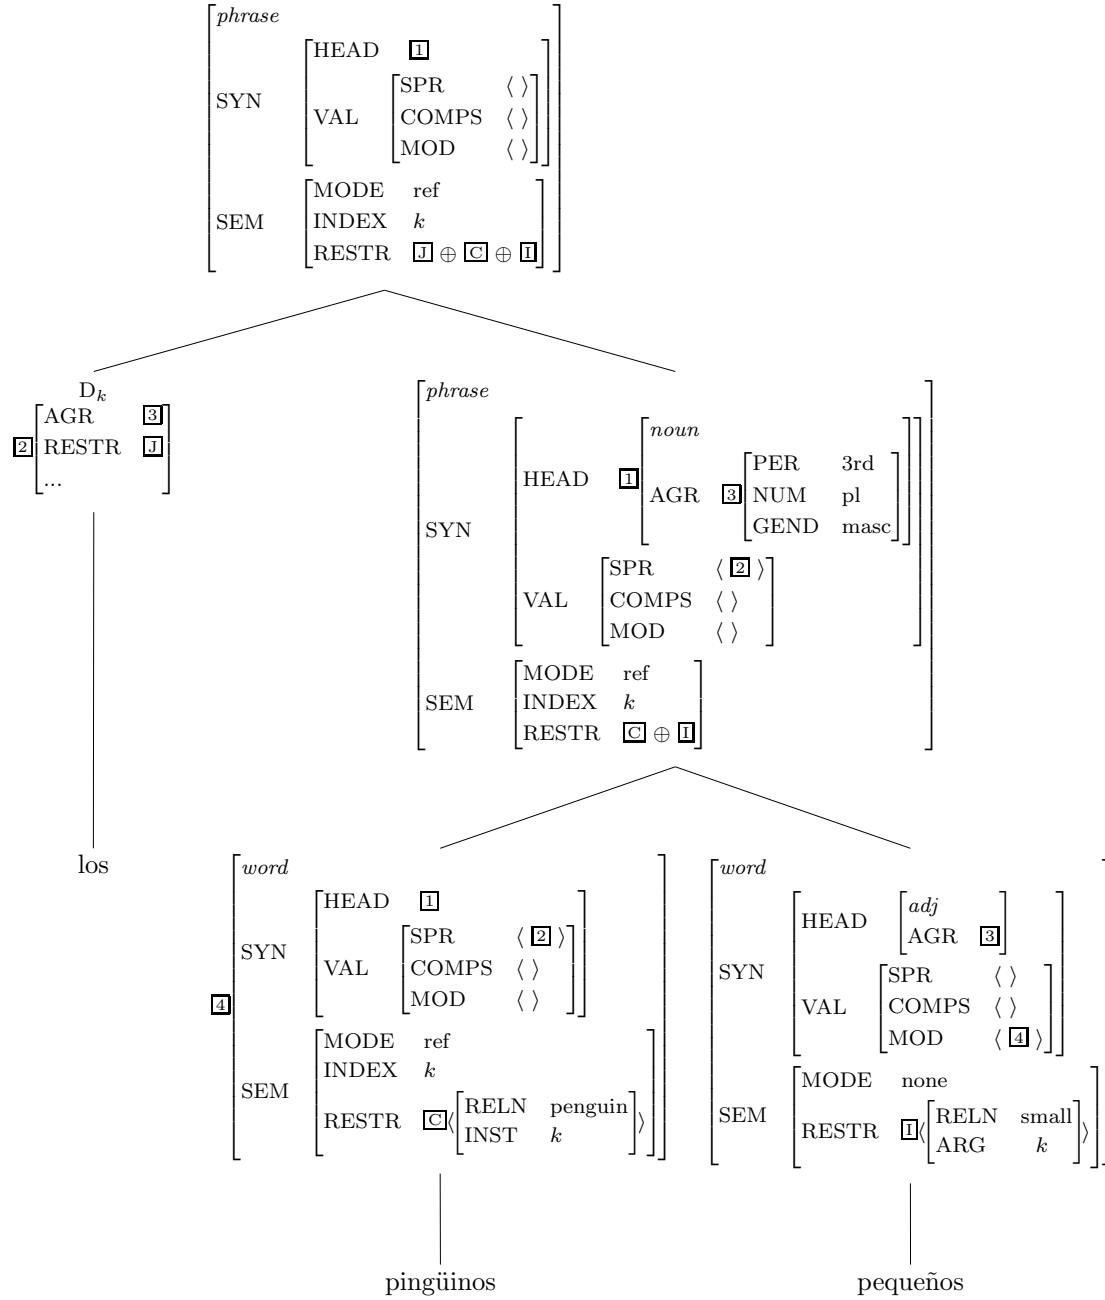 phrase
HEAD 1
SPR ⟨ ⟩
SYN VAL COMPS ⟨ ⟩
MOD ⟨ ⟩
MODE ref
SEM INDEX k
RESTR J ⊕ C ⊕ I
D_k
AGR 3
2 RESTR J
...
phrase
noun
PER 3rd
HEAD 1 AGR 3 NUM pl
GEND masc
SYN
SPR ⟨ 2 ⟩
VAL COMPS ⟨ ⟩
MOD ⟨ ⟩
MODE ref
SEM INDEX k
RESTR C ⊕ I
los
4
word
HEAD 1
SPR ⟨ 2 ⟩
SYN VAL COMPS ⟨ ⟩
MOD ⟨ ⟩
MODE ref
INDEX k
SEM RESTR C ⟨ RELN penguin
INST k ⟩
pingüinos
word
HEAD adj
AGR 3
SYN
SPR ⟨ ⟩
VAL COMPS ⟨ ⟩
MOD ⟨ 4 ⟩
MODE none
SEM RESTR I ⟨ RELN small
ARG k ⟩
pequeños